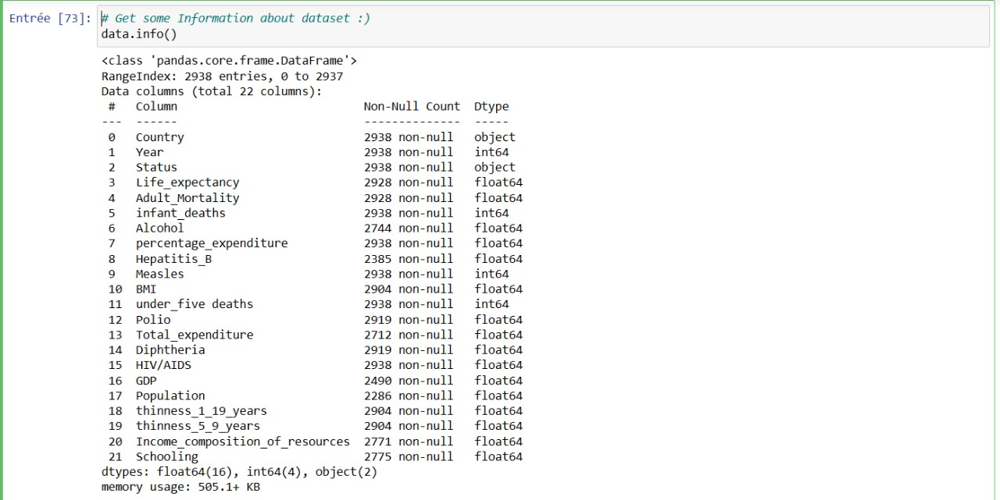 Entrée [73]: # Get some Information about dataset :)
data.info()
<class 'pandas.core.frame.DataFrame'>
RangeIndex: 2938 entries, 0 to 2937
Data columns (total 22 columns):
 #   Column                           Non-Null Count  Dtype
---  ------                           --------------  -----
 0   Country                          2938 non-null   object
 1   Year                             2938 non-null   int64
 2   Status                           2938 non-null   object
 3   Life_expectancy                  2928 non-null   float64
 4   Adult_Mortality                  2928 non-null   float64
 5   infant_deaths                    2938 non-null   int64
 6   Alcohol                          2744 non-null   float64
 7   percentage_expenditure           2938 non-null   float64
 8   Hepatitis_B                      2385 non-null   float64
 9   Measles                          2938 non-null   int64
 10  BMI                              2904 non-null   float64
 11  under_five deaths                2938 non-null   int64
 12  Polio                            2919 non-null   float64
 13  Total_expenditure                2712 non-null   float64
 14  Diphtheria                       2919 non-null   float64
 15  HIV/AIDS                         2938 non-null   float64
 16  GDP                              2490 non-null   float64
 17  Population                       2286 non-null   float64
 18  thinness_1_19_years              2904 non-null   float64
 19  thinness_5_9_years               2904 non-null   float64
 20  Income_composition_of_resources  2771 non-null   float64
 21  Schooling                        2775 non-null   float64
dtypes: float64(16), int64(4), object(2)
memory usage: 505.1+ KB